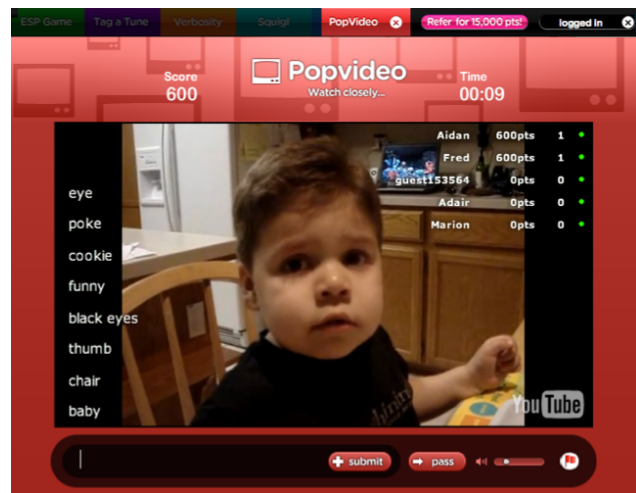 ESP Game Tag a Tune Verbosity Squigl PopVideo Refer for 15,000 pts! logged in
Popvideo
Watch closely...
Score
600
Time
00:09
Aidan 600pts 1
Fred 600pts 1
guest153564 0pts 0
Adair 0pts 0
Marion 0pts 0
eye
poke
cookie
funny
black eyes
thumb
chair
baby
YouTube
submit pass